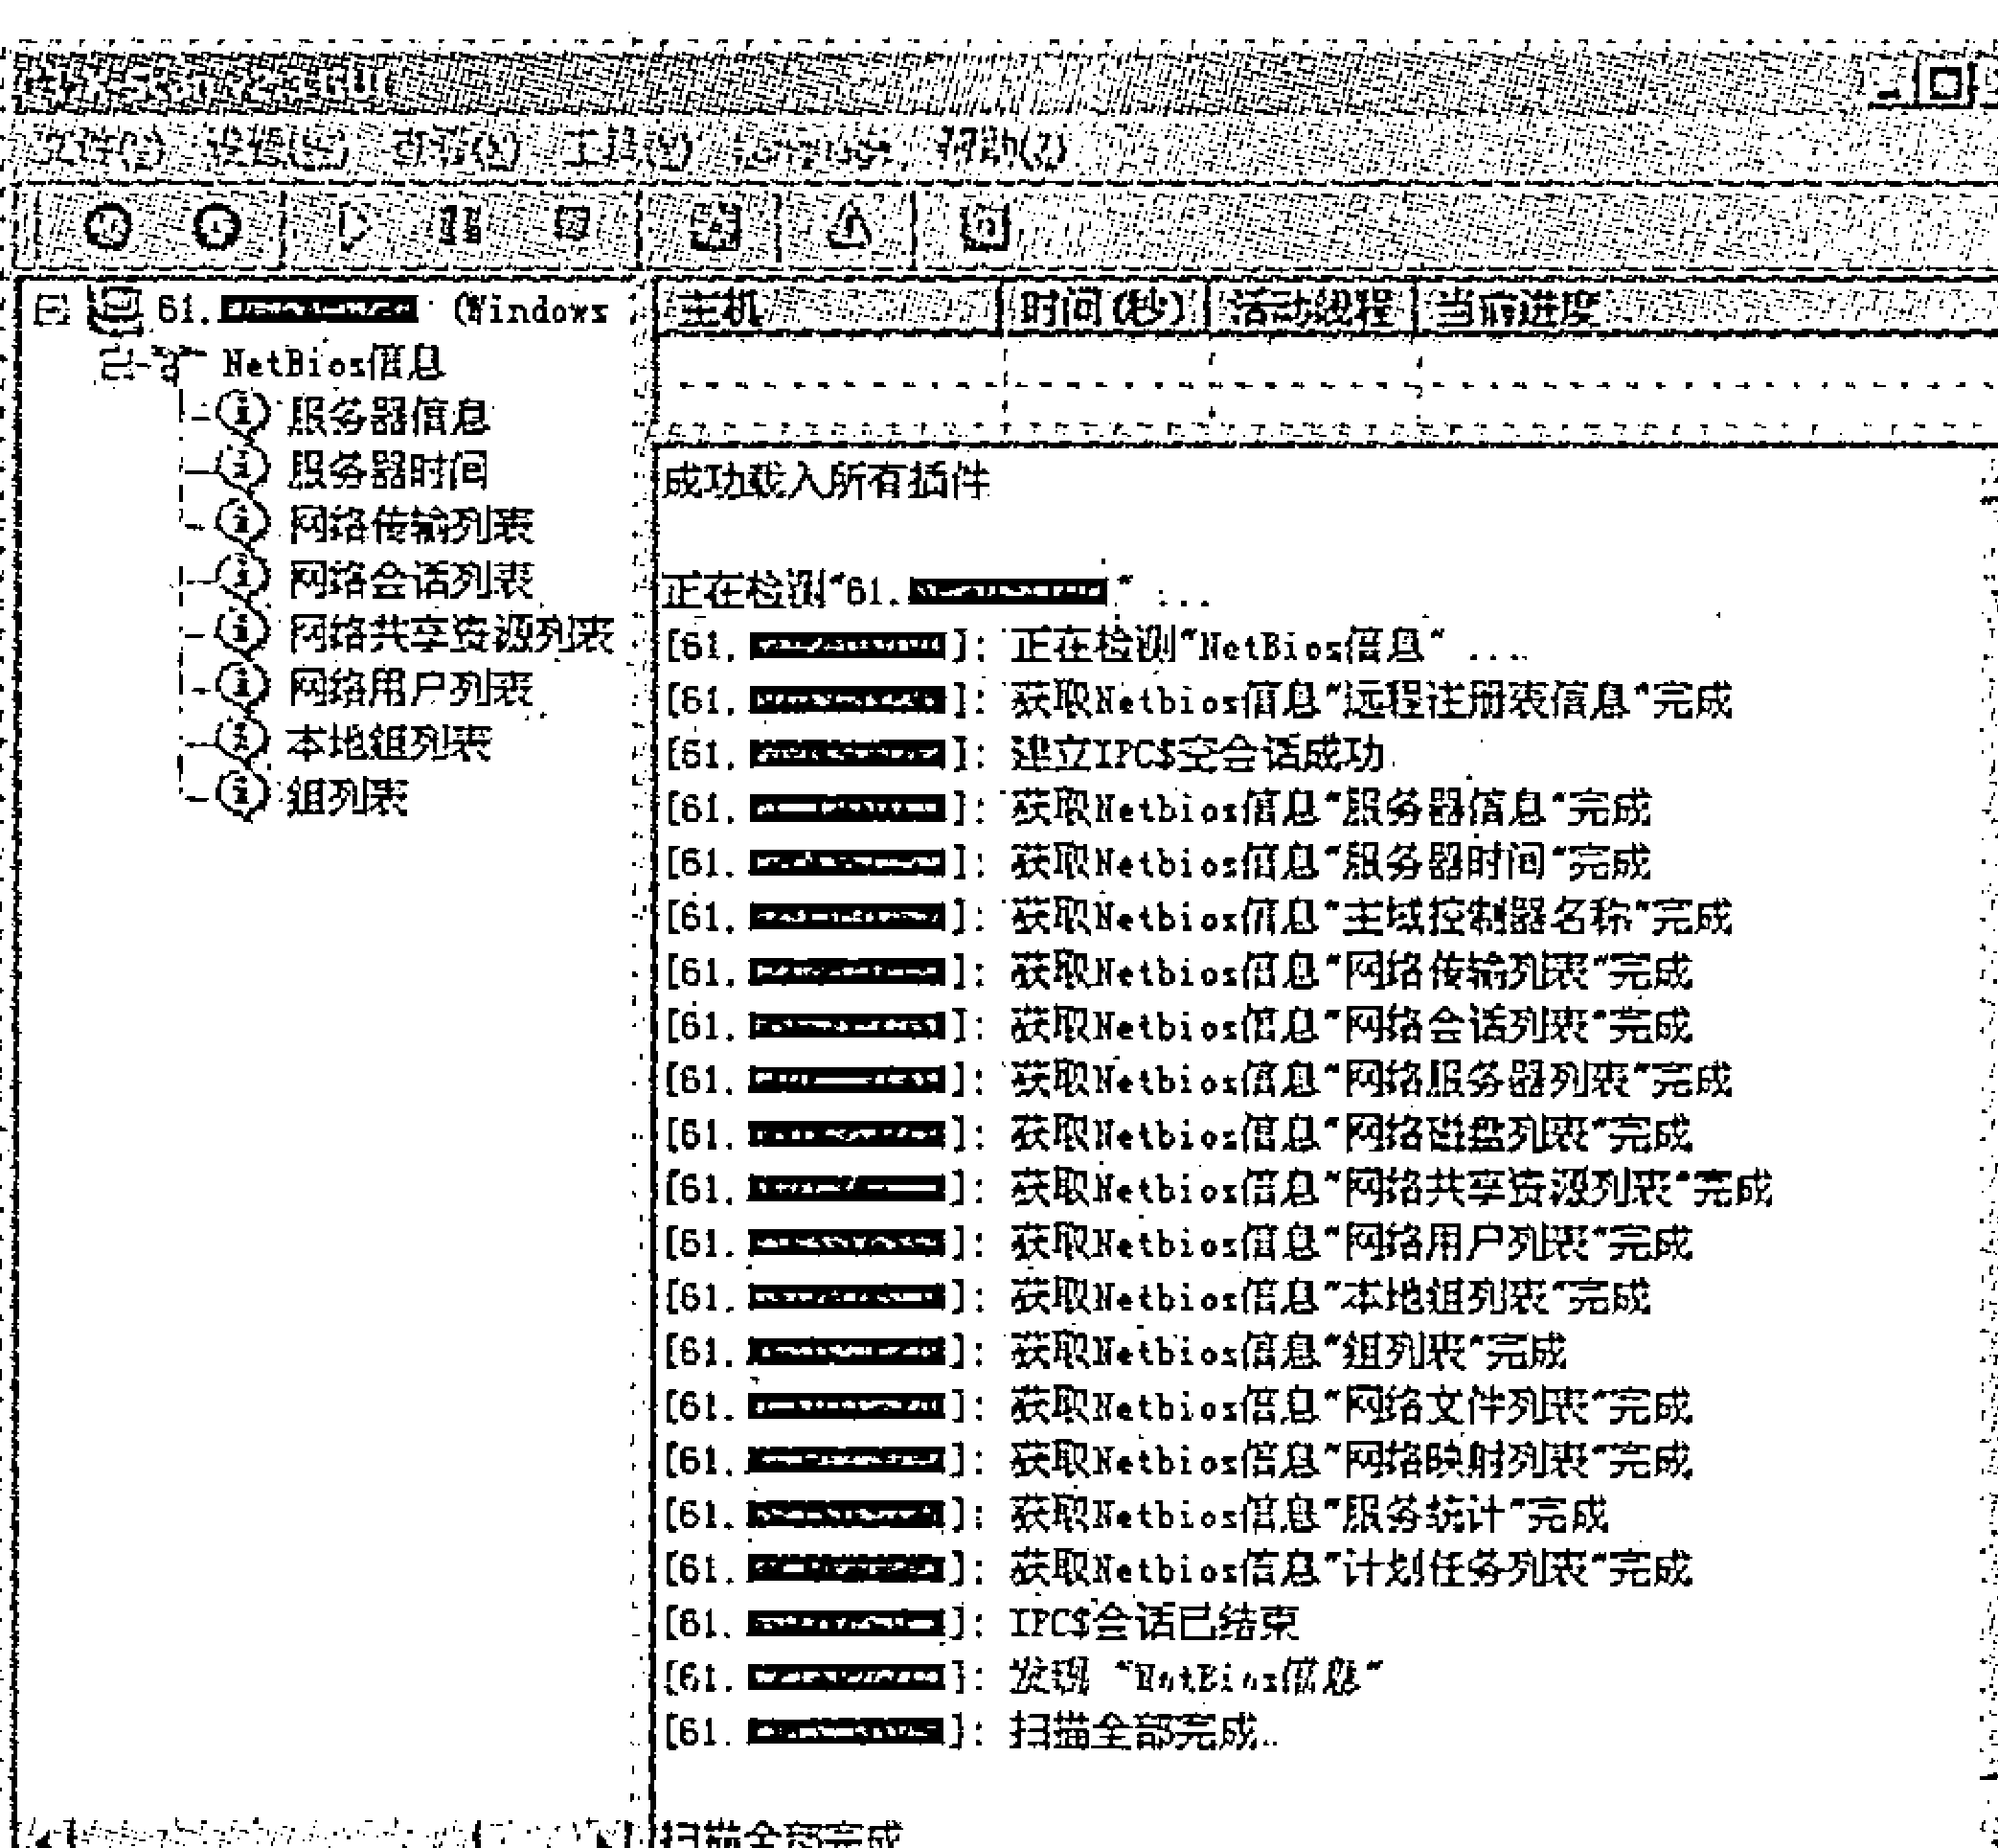 X-Scan v2.3 GUI
文件(I) 设置(W) 查看(X) 工具(V) Language 帮助(Z)
61. (Windows
NetBios信息
服务器信息
服务器时间
网络传输列表
网络会话列表
网络共享资源列表
网络用户列表
本地组列表
组列表
主机 时间(秒) 活动线程 当前进度
成功载入所有插件
正在检测"61. " ...
[61. ]: 正在检测"NetBios信息" ...
[61. ]: 获取Netbios信息"远程注册表信息"完成
[61. ]: 建立IPC$空会话成功
[61. ]: 获取Netbios信息"服务器信息"完成
[61. ]: 获取Netbios信息"服务器时间"完成
[61. ]: 获取Netbios信息"主域控制器名称"完成
[61. ]: 获取Netbios信息"网络传输列表"完成
[61. ]: 获取Netbios信息"网络会话列表"完成
[61. ]: 获取Netbios信息"网络服务器列表"完成
[61. ]: 获取Netbios信息"网络磁盘列表"完成
[61. ]: 获取Netbios信息"网络共享资源列表"完成
[61. ]: 获取Netbios信息"网络用户列表"完成
[61. ]: 获取Netbios信息"本地组列表"完成
[61. ]: 获取Netbios信息"组列表"完成
[61. ]: 获取Netbios信息"网络文件列表"完成
[61. ]: 获取Netbios信息"网络映射列表"完成
[61. ]: 获取Netbios信息"服务统计"完成
[61. ]: 获取Netbios信息"计划任务列表"完成
[61. ]: IPC$会话已结束
[61. ]: 发现 "NetBios信息"
[61. ]: 扫描全部完成.
扫描全部完成